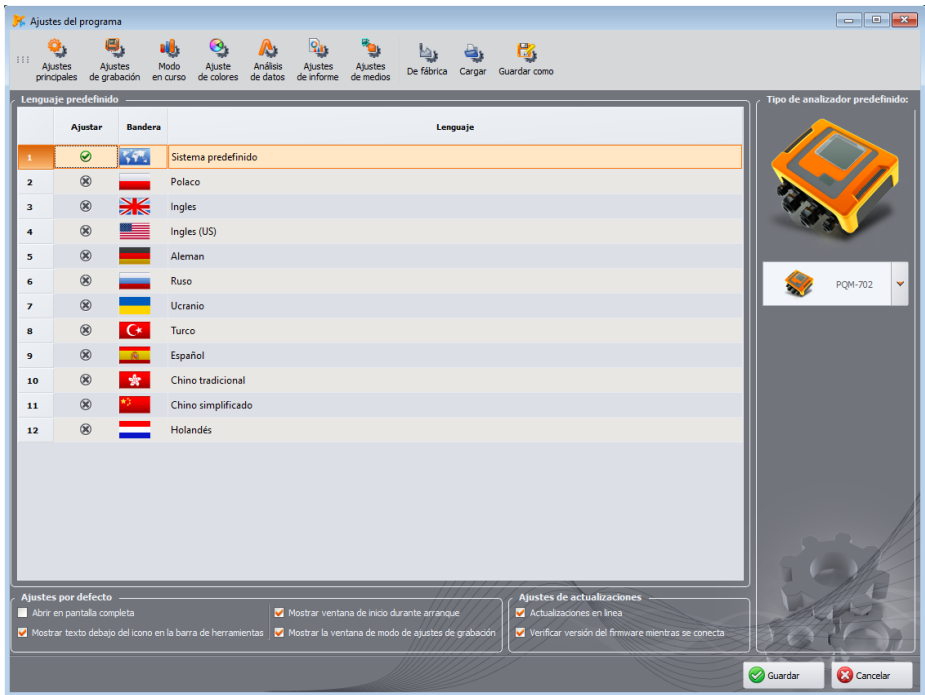 Ajustes del programa
Ajustes principales
Ajustes de grabación
Modo en curso
Ajuste de colores
Análisis de datos
Ajustes de informe
Ajustes de medios
De fábrica
Cargar
Guardar como
Lenguaje predefinido
Ajustar Bandera Lenguaje
1 Sistema predefinido
2 Polaco
3 Ingles
4 Ingles (US)
5 Aleman
6 Ruso
7 Ucranio
8 Turco
9 Español
10 Chino tradicional
11 Chino simplificado
12 Holandés
Tipo de analizador predefinido:
PQM-702
Ajustes por defecto
Abrir en pantalla completa
Mostrar ventana de inicio durante arranque
Mostrar texto debajo del icono en la barra de herramientas
Mostrar la ventana de modo de ajustes de grabación
Ajustes de actualizaciones
Actualizaciones en linea
Verificar versión del firmware mientras se conecta
Guardar
Cancelar